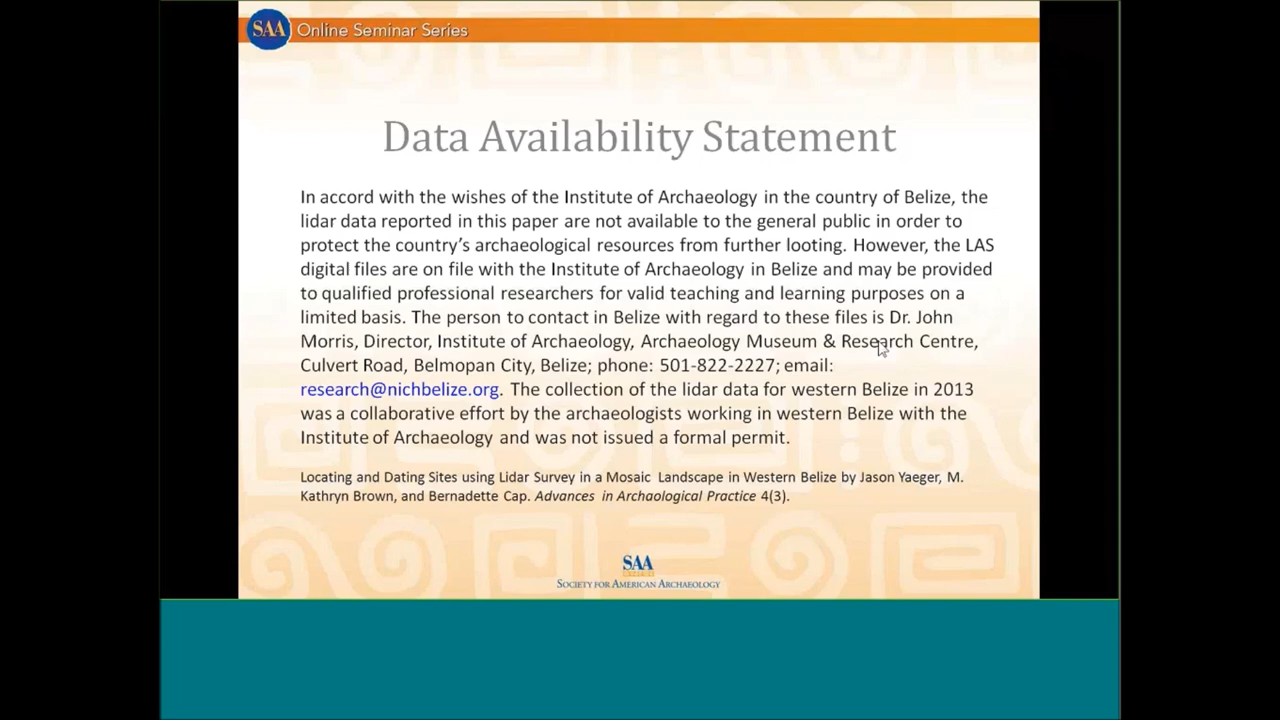 SAA Online Seminar Series
Data Availability Statement
In accord with the wishes of the Institute of Archaeology in the country of Belize, the
lidar data reported in this paper are not available to the general public in order to
protect the country's archaeological resources from further looting. However, the LAS
digital files are on file with the Institute of Archaeology in Belize and may be provided
to qualified professional researchers for valid teaching and learning purposes on a
limited basis. The person to contact in Belize with regard to these files is Dr. John
Morris, Director, Institute of Archaeology, Archaeology Museum & Research Centre,
Culvert Road, Belmopan City, Belize; phone: 501-822-2227; email:
research@nichbelize.org. The collection of the lidar data for western Belize in 2013
was a collaborative effort by the archaeologists working in western Belize with the
Institute of Archaeology and was not issued a formal permit.
Locating and Dating Sites using Lidar Survey in a Mosaic Landscape in Western Belize by Jason Yaeger, M.
Kathryn Brown, and Bernadette Cap. Advances in Archaological Practice 4(3).
SAA
SOCIETY FOR AMERICAN ARCHAEOLOGY